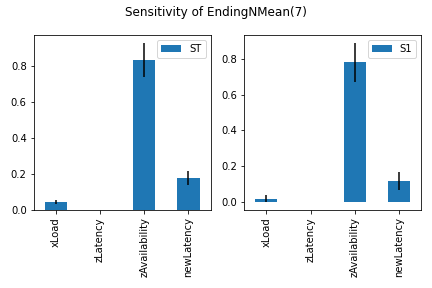 Sensitivity of EndingNMean(7)
ST
0.8
0.6
0.4
0.2
0.0
xLoad
zLatency
zAvailability
newLatency
S1
0.8
0.6
0.4
0.2
0.0
xLoad
zLatency
zAvailability
newLatency